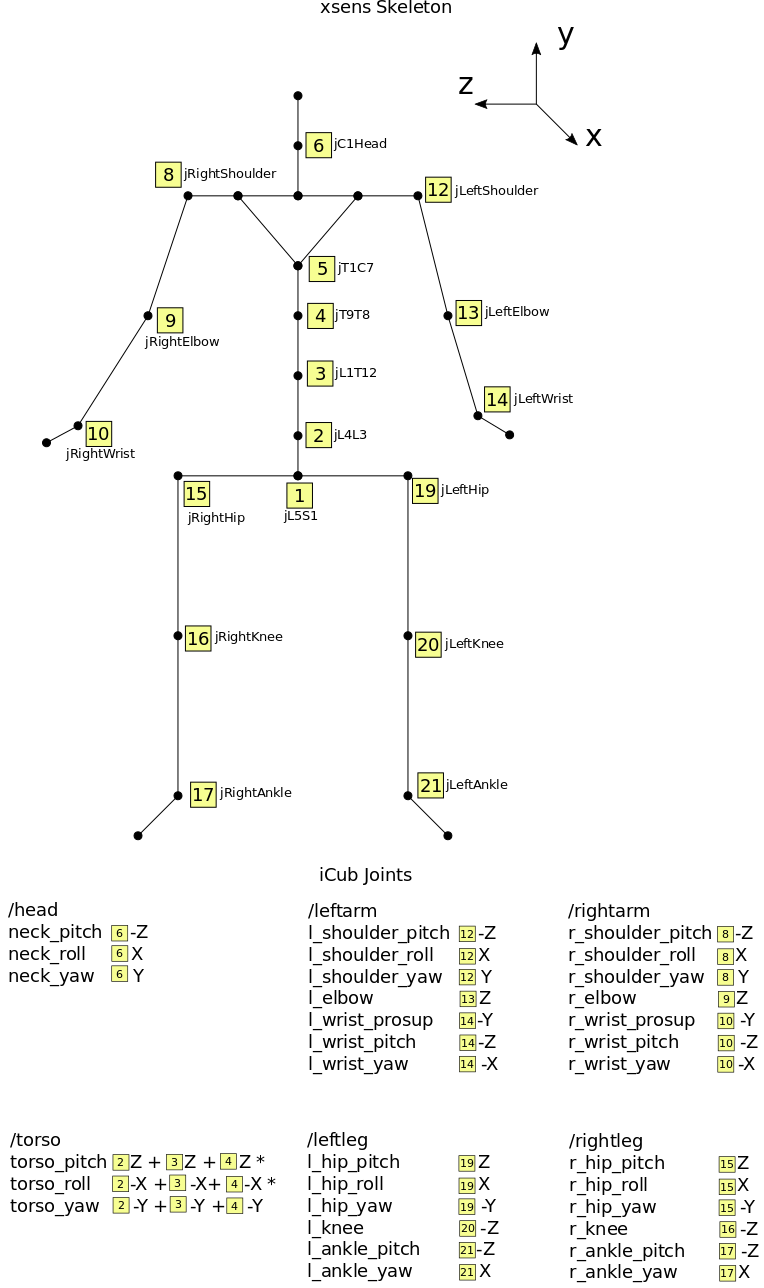 xsens Skeleton
y
z
x
6 jC1Head
8 jRightShoulder
12 jLeftShoulder
5 jT1C7
4 jT9T8
13 jLeftElbow
9
jRightElbow
3 jL1T12
14 jLeftWrist
10
jRightWrist
2 jL4L3
15
jRightHip
1
jL5S1
19 jLeftHip
16 jRightKnee
20 jLeftKnee
17 jRightAnkle
21 jLeftAnkle
iCub Joints
/head
neck_pitch 6 -Z
neck_roll 6 X
neck_yaw 6 Y
/leftarm
l_shoulder_pitch 12 -Z
l_shoulder_roll 12 X
l_shoulder_yaw 12 Y
l_elbow 13 Z
l_wrist_prosup 14 -Y
l_wrist_pitch 14 -Z
l_wrist_yaw 14 -X
/rightarm
r_shoulder_pitch 8 -Z
r_shoulder_roll 8 X
r_shoulder_yaw 8 Y
r_elbow 9 Z
r_wrist_prosup 10 -Y
r_wrist_pitch 10 -Z
r_wrist_yaw 10 -X
/torso
torso_pitch 2 Z + 3 Z + 4 Z *
torso_roll 2 -X + 3 -X+ 4 -X *
torso_yaw 2 -Y + 3 -Y + 4 -Y
/leftleg
l_hip_pitch 19 Z
l_hip_roll 19 X
l_hip_yaw 19 -Y
l_knee 20 -Z
l_ankle_pitch 21 -Z
l_ankle_yaw 21 X
/rightleg
r_hip_pitch 15 Z
r_hip_roll 15 X
r_hip_yaw 15 -Y
r_knee 16 -Z
r_ankle_pitch 17 -Z
r_ankle_yaw 17 X